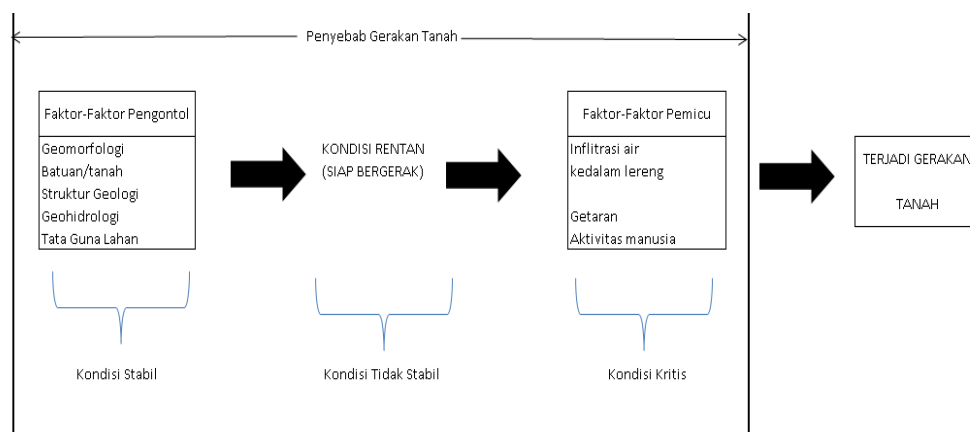 Penyebab Gerakan Tanah
Faktor-Faktor Pengontol
Geomorfologi
Batuan/tanah
Struktur Geologi
Geohidrologi
Tata Guna Lahan
KONDISI RENTAN
(SIAP BERGERAK)
Faktor-Faktor Pemicu
Inflitrasi air
kedalam lereng
Getaran
Aktivitas manusia
TERJADI GERAKAN
TANAH
Kondisi Stabil
Kondisi Tidak Stabil
Kondisi Kritis